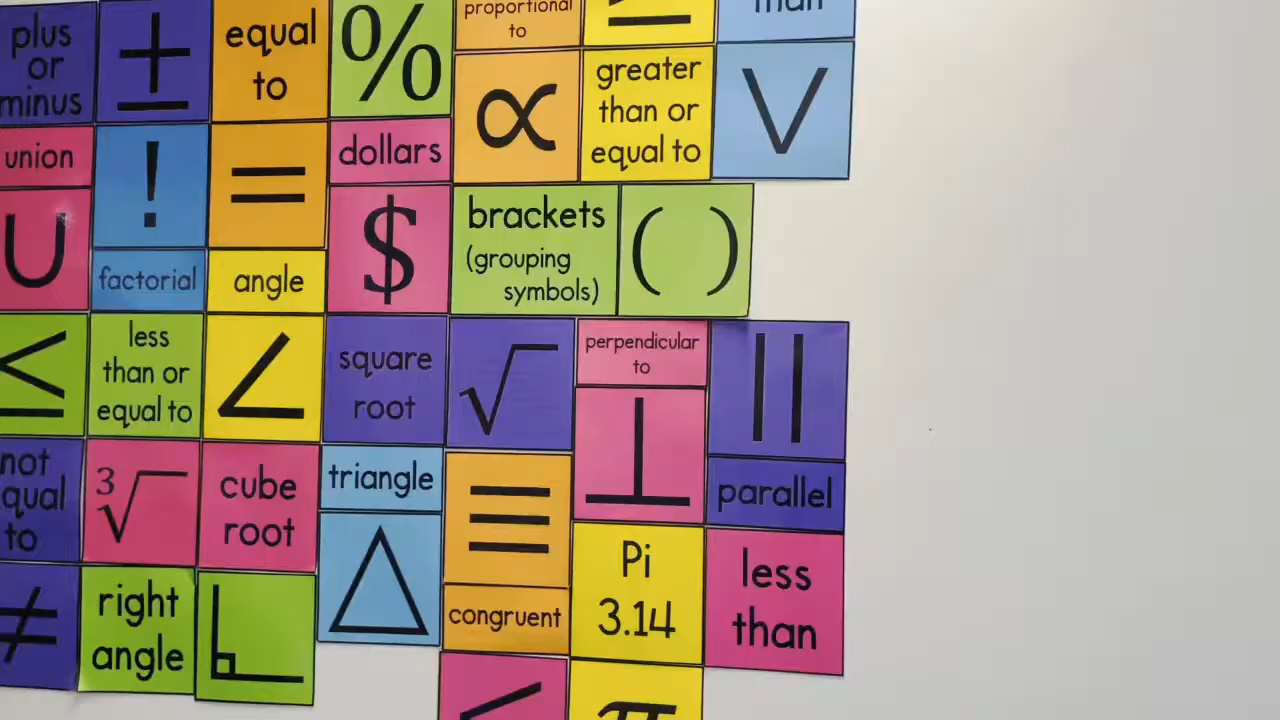 plus
or
minus
±
equal
to
%
proportional
to
∝
greater
than or
equal to
than
union
∪
!
factorial
=
dollars
$
brackets
(grouping
symbols)
( )
≤
less
than or
equal to
angle
∠
square
root
√
perpendicular
to
⊥
||
parallel
not
qual
to
≠
3√
cube
root
triangle
△
≡
congruent
right
angle
Pi
3.14
π
less
than